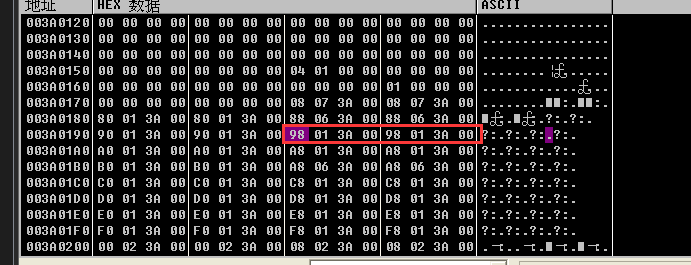 地址 HEX 数据 ASCII
003A0120 00 00 00 00 00 00 00 00 00 00 00 00 00 00 00 00 ................
003A0130 00 00 00 00 00 00 00 00 00 00 00 00 00 00 00 00 ................
003A0140 00 00 00 00 00 00 00 00 00 00 00 00 00 00 00 00 ................
003A0150 00 00 00 00 00 00 00 00 04 01 00 00 00 00 00 00
003A0160 00 00 00 00 00 00 00 00 00 00 00 00 01 00 00 00
003A0170 00 00 00 00 00 00 00 00 08 07 3A 00 08 07 3A 00
003A0180 80 01 3A 00 80 01 3A 00 88 06 3A 00 88 06 3A 00
003A0190 90 01 3A 00 90 01 3A 00 98 01 3A 00 98 01 3A 00 ?:.?:.?:.?:.
003A01A0 A0 01 3A 00 A0 01 3A 00 A8 01 3A 00 A8 01 3A 00 ?:.?:.?:.?:.
003A01B0 B0 01 3A 00 B0 01 3A 00 A8 06 3A 00 A8 06 3A 00 ?:.?:.?:.?:.
003A01C0 C0 01 3A 00 C0 01 3A 00 C8 01 3A 00 C8 01 3A 00 ?:.?:.?:.?:.
003A01D0 D0 01 3A 00 D0 01 3A 00 D8 01 3A 00 D8 01 3A 00 ?:.?:.?:.?:.
003A01E0 E0 01 3A 00 E0 01 3A 00 E8 01 3A 00 E8 01 3A 00 ?:.?:.?:.?:.
003A01F0 F0 01 3A 00 F0 01 3A 00 F8 01 3A 00 F8 01 3A 00 ?:.?:.?:.?:.
003A0200 00 02 3A 00 00 02 3A 00 08 02 3A 00 08 02 3A 00